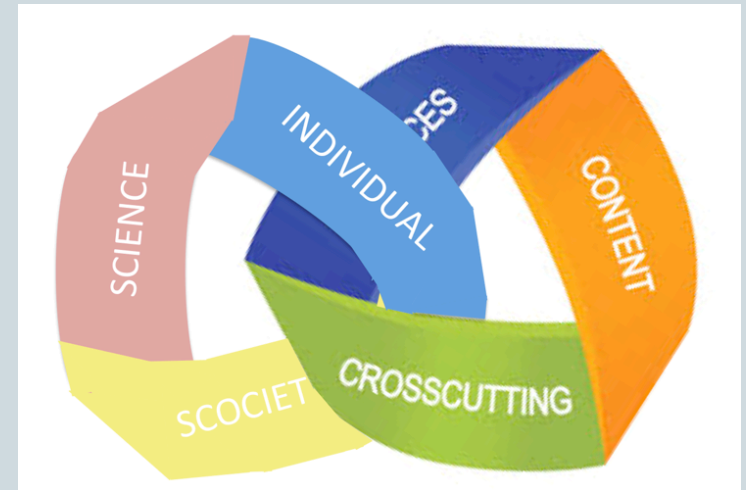 INDIVIDUAL
CES
SCIENCE
CONTENT
CROSSCUTTING
SCOCIET